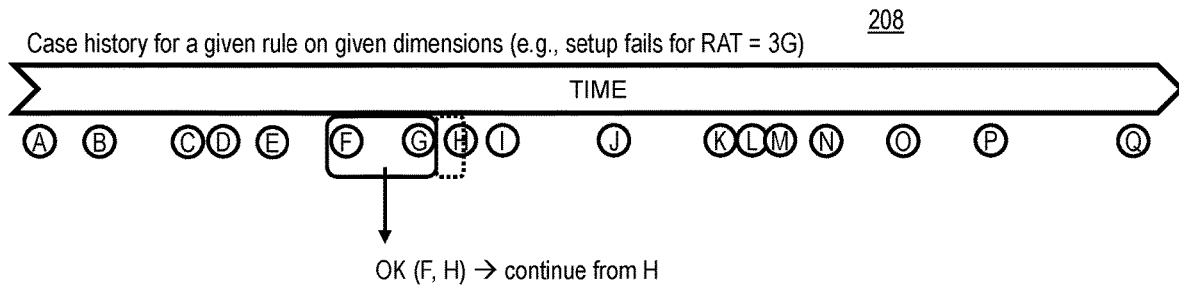 208
Case history for a given rule on given dimensions (e.g., setup fails for RAT = 3G)
TIME
A B C D E F G H I J K L M N O P Q
OK (F, H) → continue from H